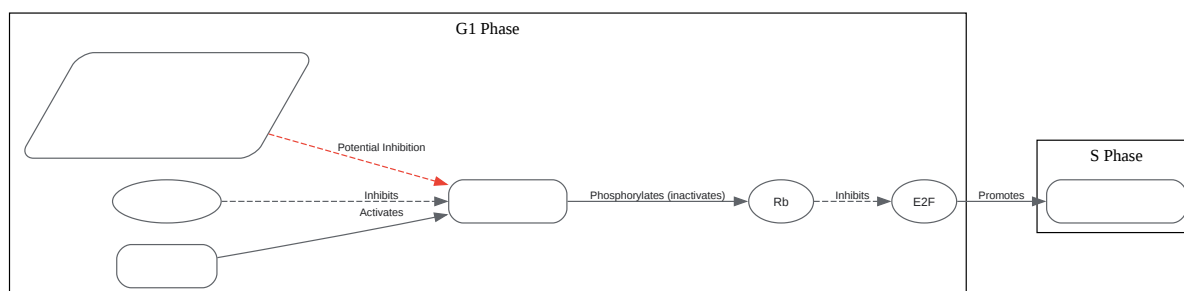 G1 Phase
Potential Inhibition
S Phase
Inhibits
Phosphorylates (inactivates)
Rb
Inhibits
E2F
Promotes
Activates